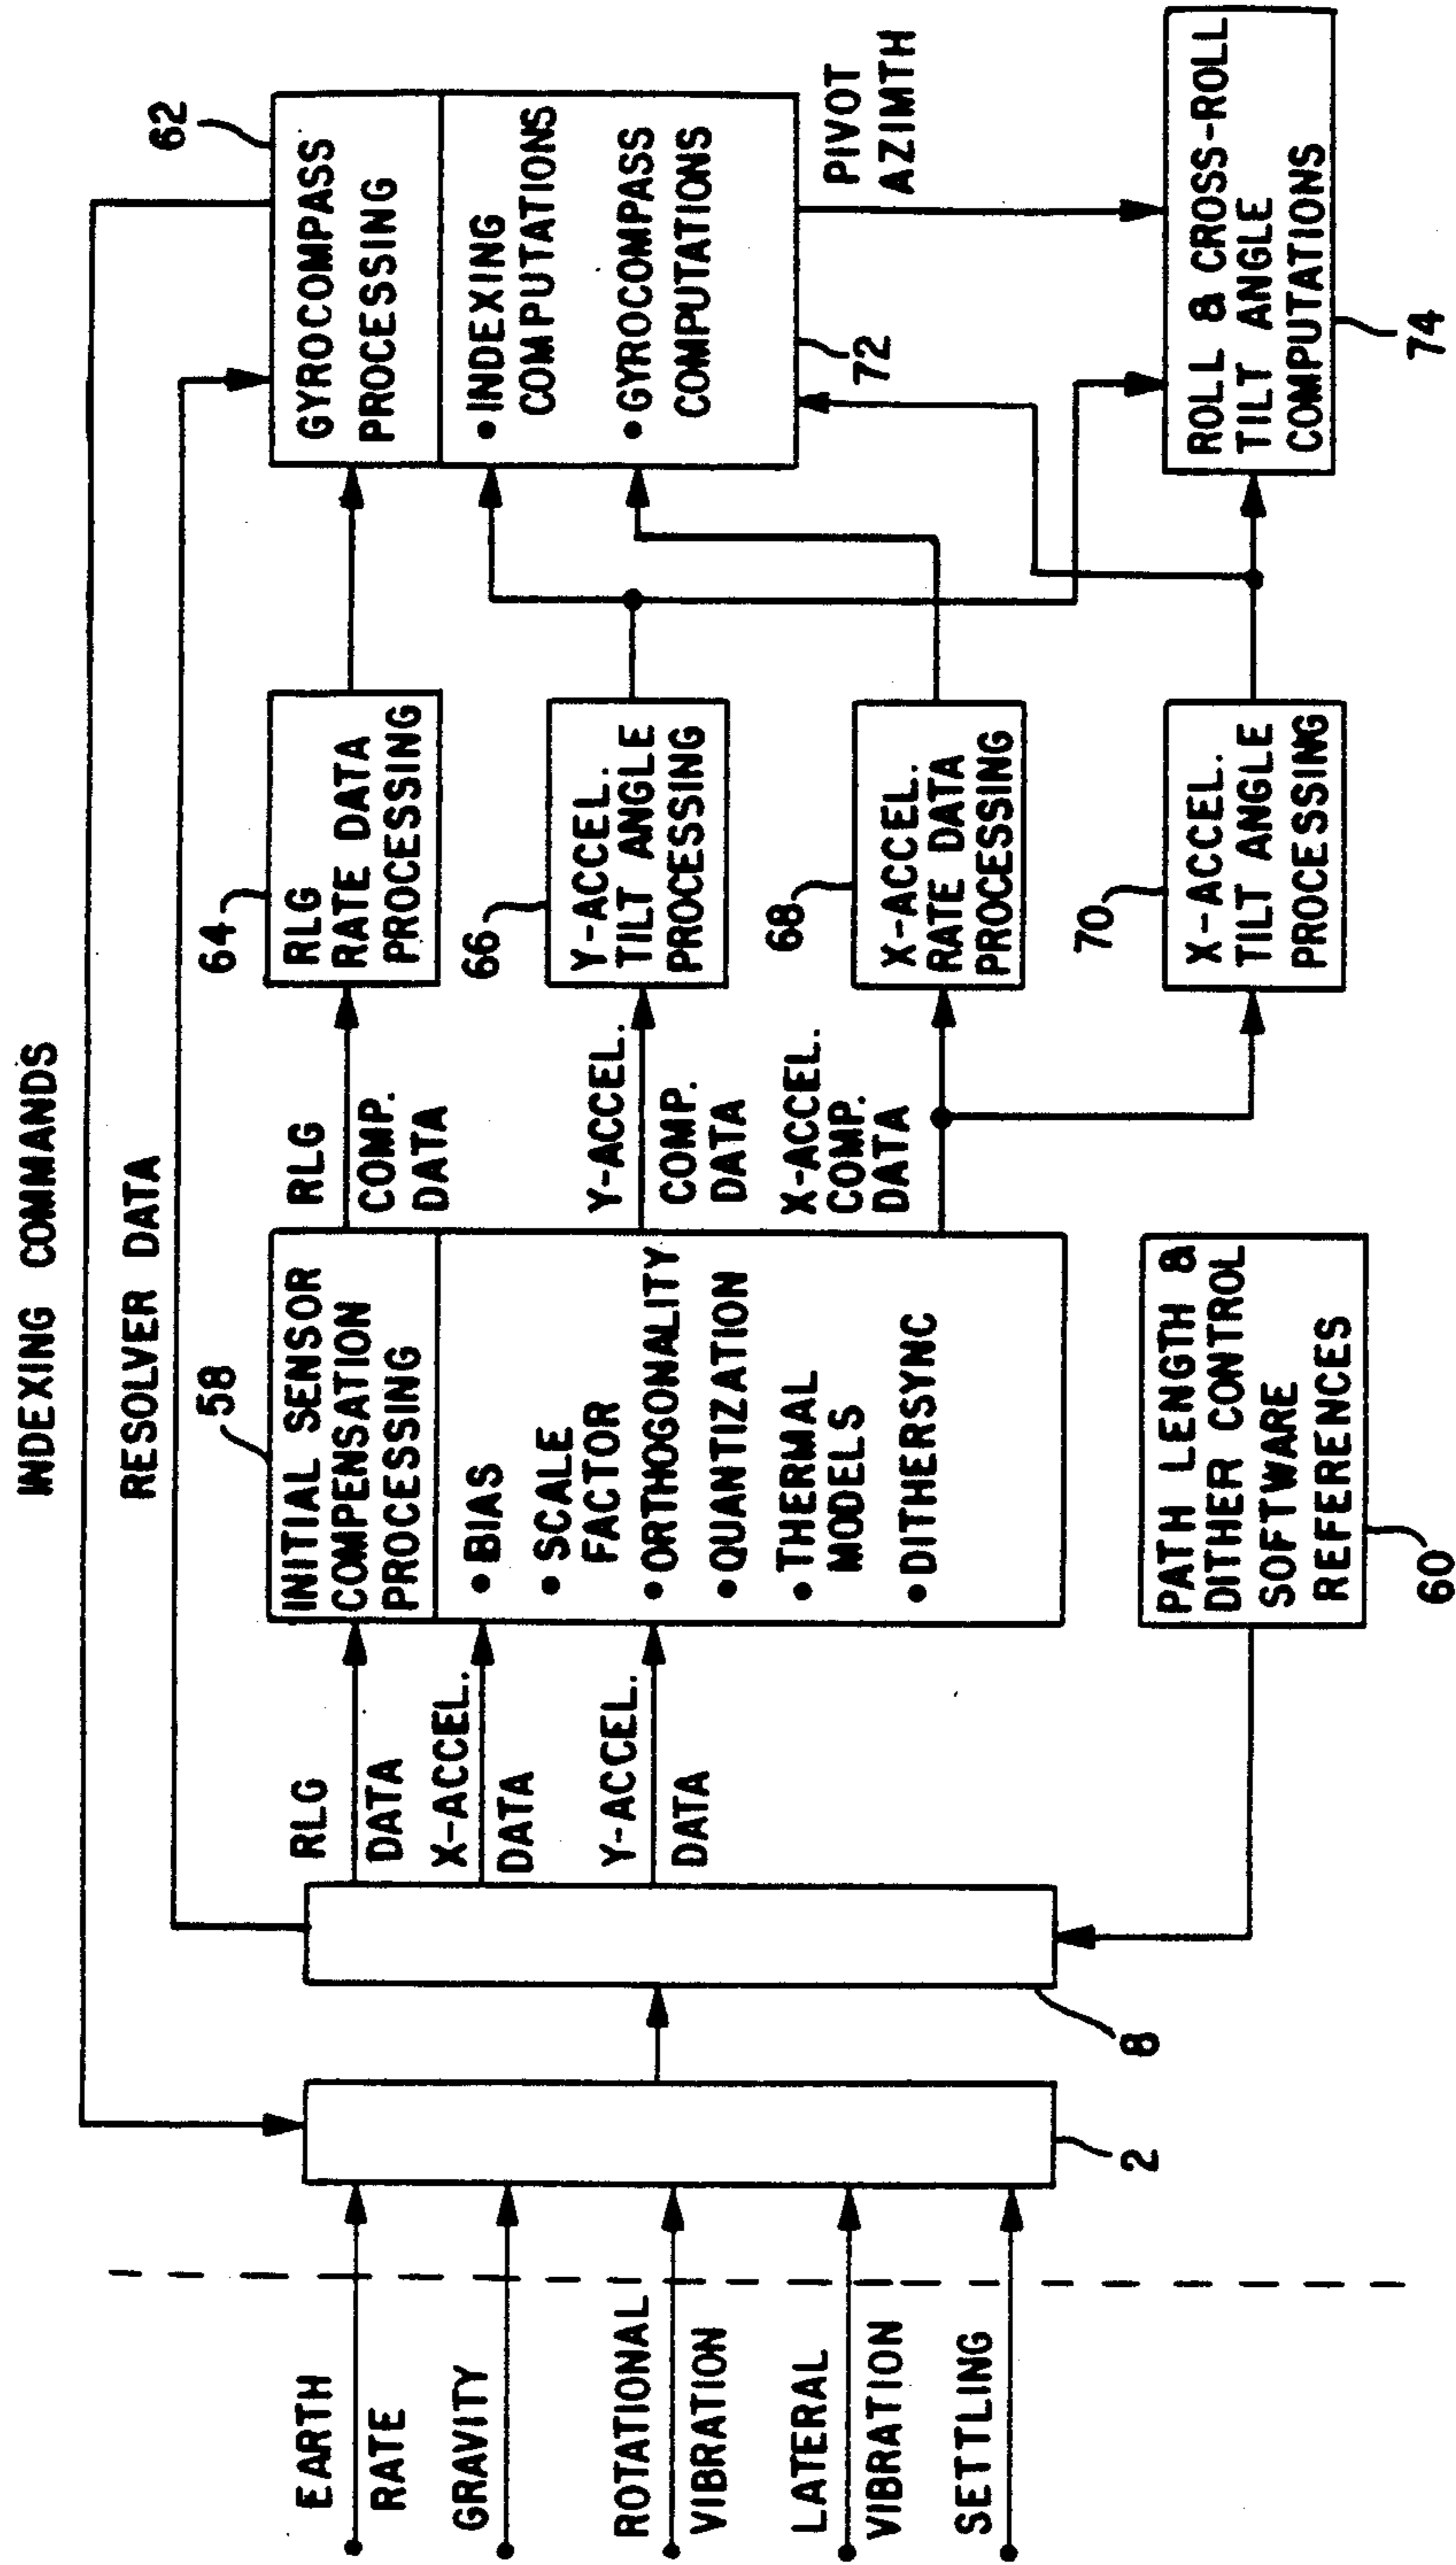 INDEXING COMMANDS
RESOLVER DATA
EARTH
RATE
GRAVITY
ROTATIONAL
VIBRATION
LATERAL
VIBRATION
SETTLING
2
8
RLG
DATA
X-ACCEL.
DATA
Y-ACCEL.
DATA
58
INITIAL SENSOR
COMPENSATION
PROCESSING
• BIAS
• SCALE
FACTOR
• ORTHOGONALITY
• QUANTIZATION
• THERMAL
MODELS
• DITHERSYNC
PATH LENGTH &
DITHER CONTROL
SOFTWARE
REFERENCES
60
RLG
COMP.
DATA
Y-ACCEL.
COMP.
DATA
X-ACCEL.
COMP.
DATA
64
RLG
RATE DATA
PROCESSING
66
Y-ACCEL.
TILT ANGLE
PROCESSING
68
X-ACCEL.
RATE DATA
PROCESSING
70
X-ACCEL.
TILT ANGLE
PROCESSING
62
GYROCOMPASS
PROCESSING
• INDEXING
COMPUTATIONS
• GYROCOMPASS
COMPUTATIONS
72
PIVOT
AZIMTH
ROLL & CROSS-ROLL
TILT ANGLE
COMPUTATIONS
74